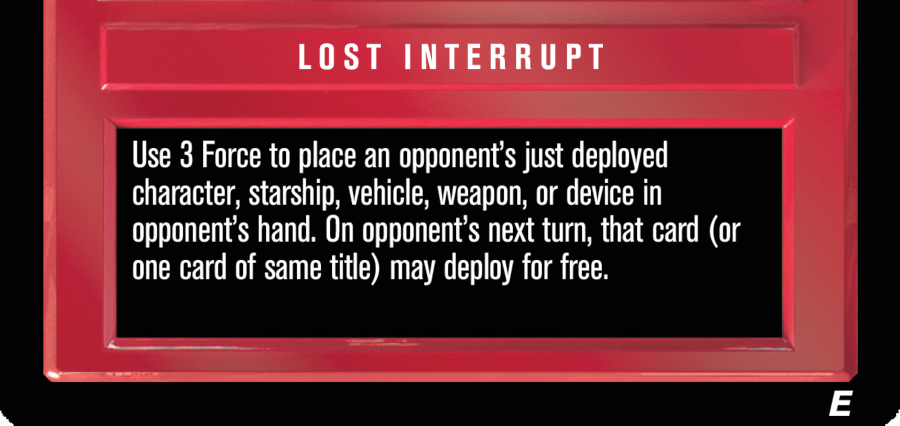 LOST INTERRUPT
Use 3 Force to place an opponent's just deployed
character, starship, vehicle, weapon, or device in
opponent's hand. On opponent's next turn, that card (or
one card of same title) may deploy for free.
E